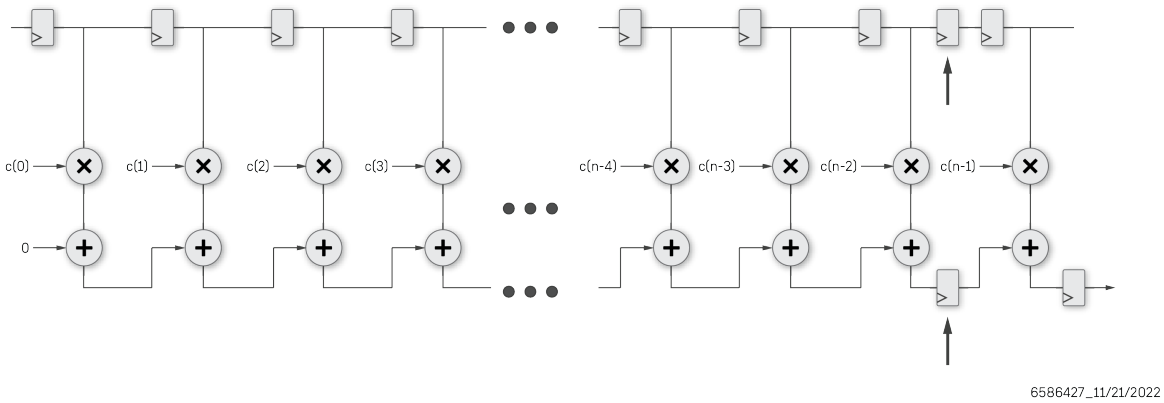 c(0)
c(1)
c(2)
c(3)
c(n-4)
c(n-3)
c(n-2)
c(n-1)
0
6586427_11/21/2022